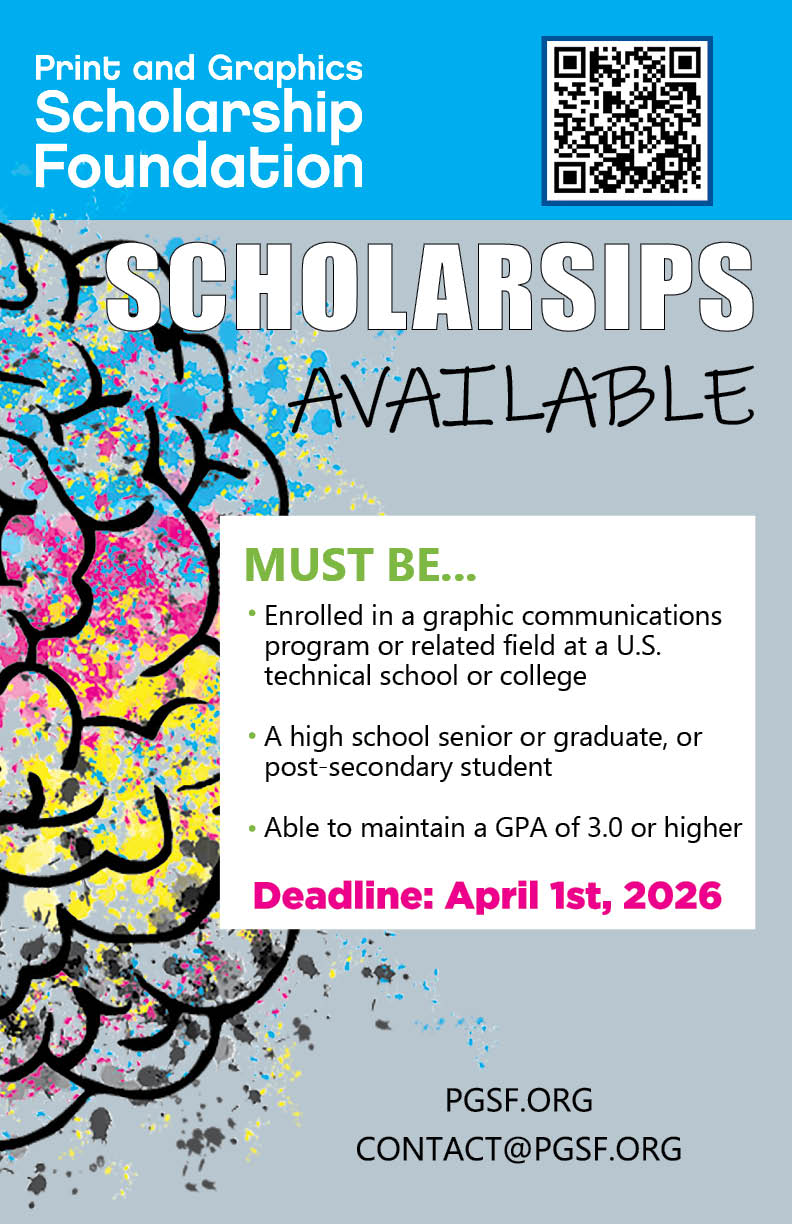 Print and Graphics
Scholarship
Foundation
SCHOLARSIPS
AVAILABLE
MUST BE...
• Enrolled in a graphic communications
program or related field at a U.S.
technical school or college
• A high school senior or graduate, or
post-secondary student
• Able to maintain a GPA of 3.0 or higher
Deadline: April 1st, 2026
PGSF.ORG
CONTACT@PGSF.ORG